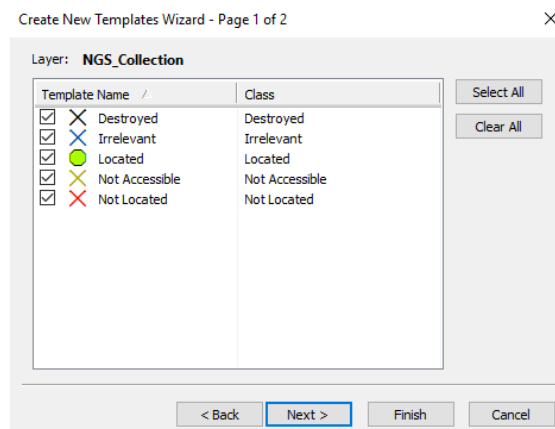 Create New Templates Wizard - Page 1 of 2
Layer: NGS_Collection
Template Name Class
Select All
Destroyed Destroyed
Clear All
Irrelevant Irrelevant
Located Located
Not Accessible Not Accessible
Not Located Not Located
< Back Next > Finish Cancel